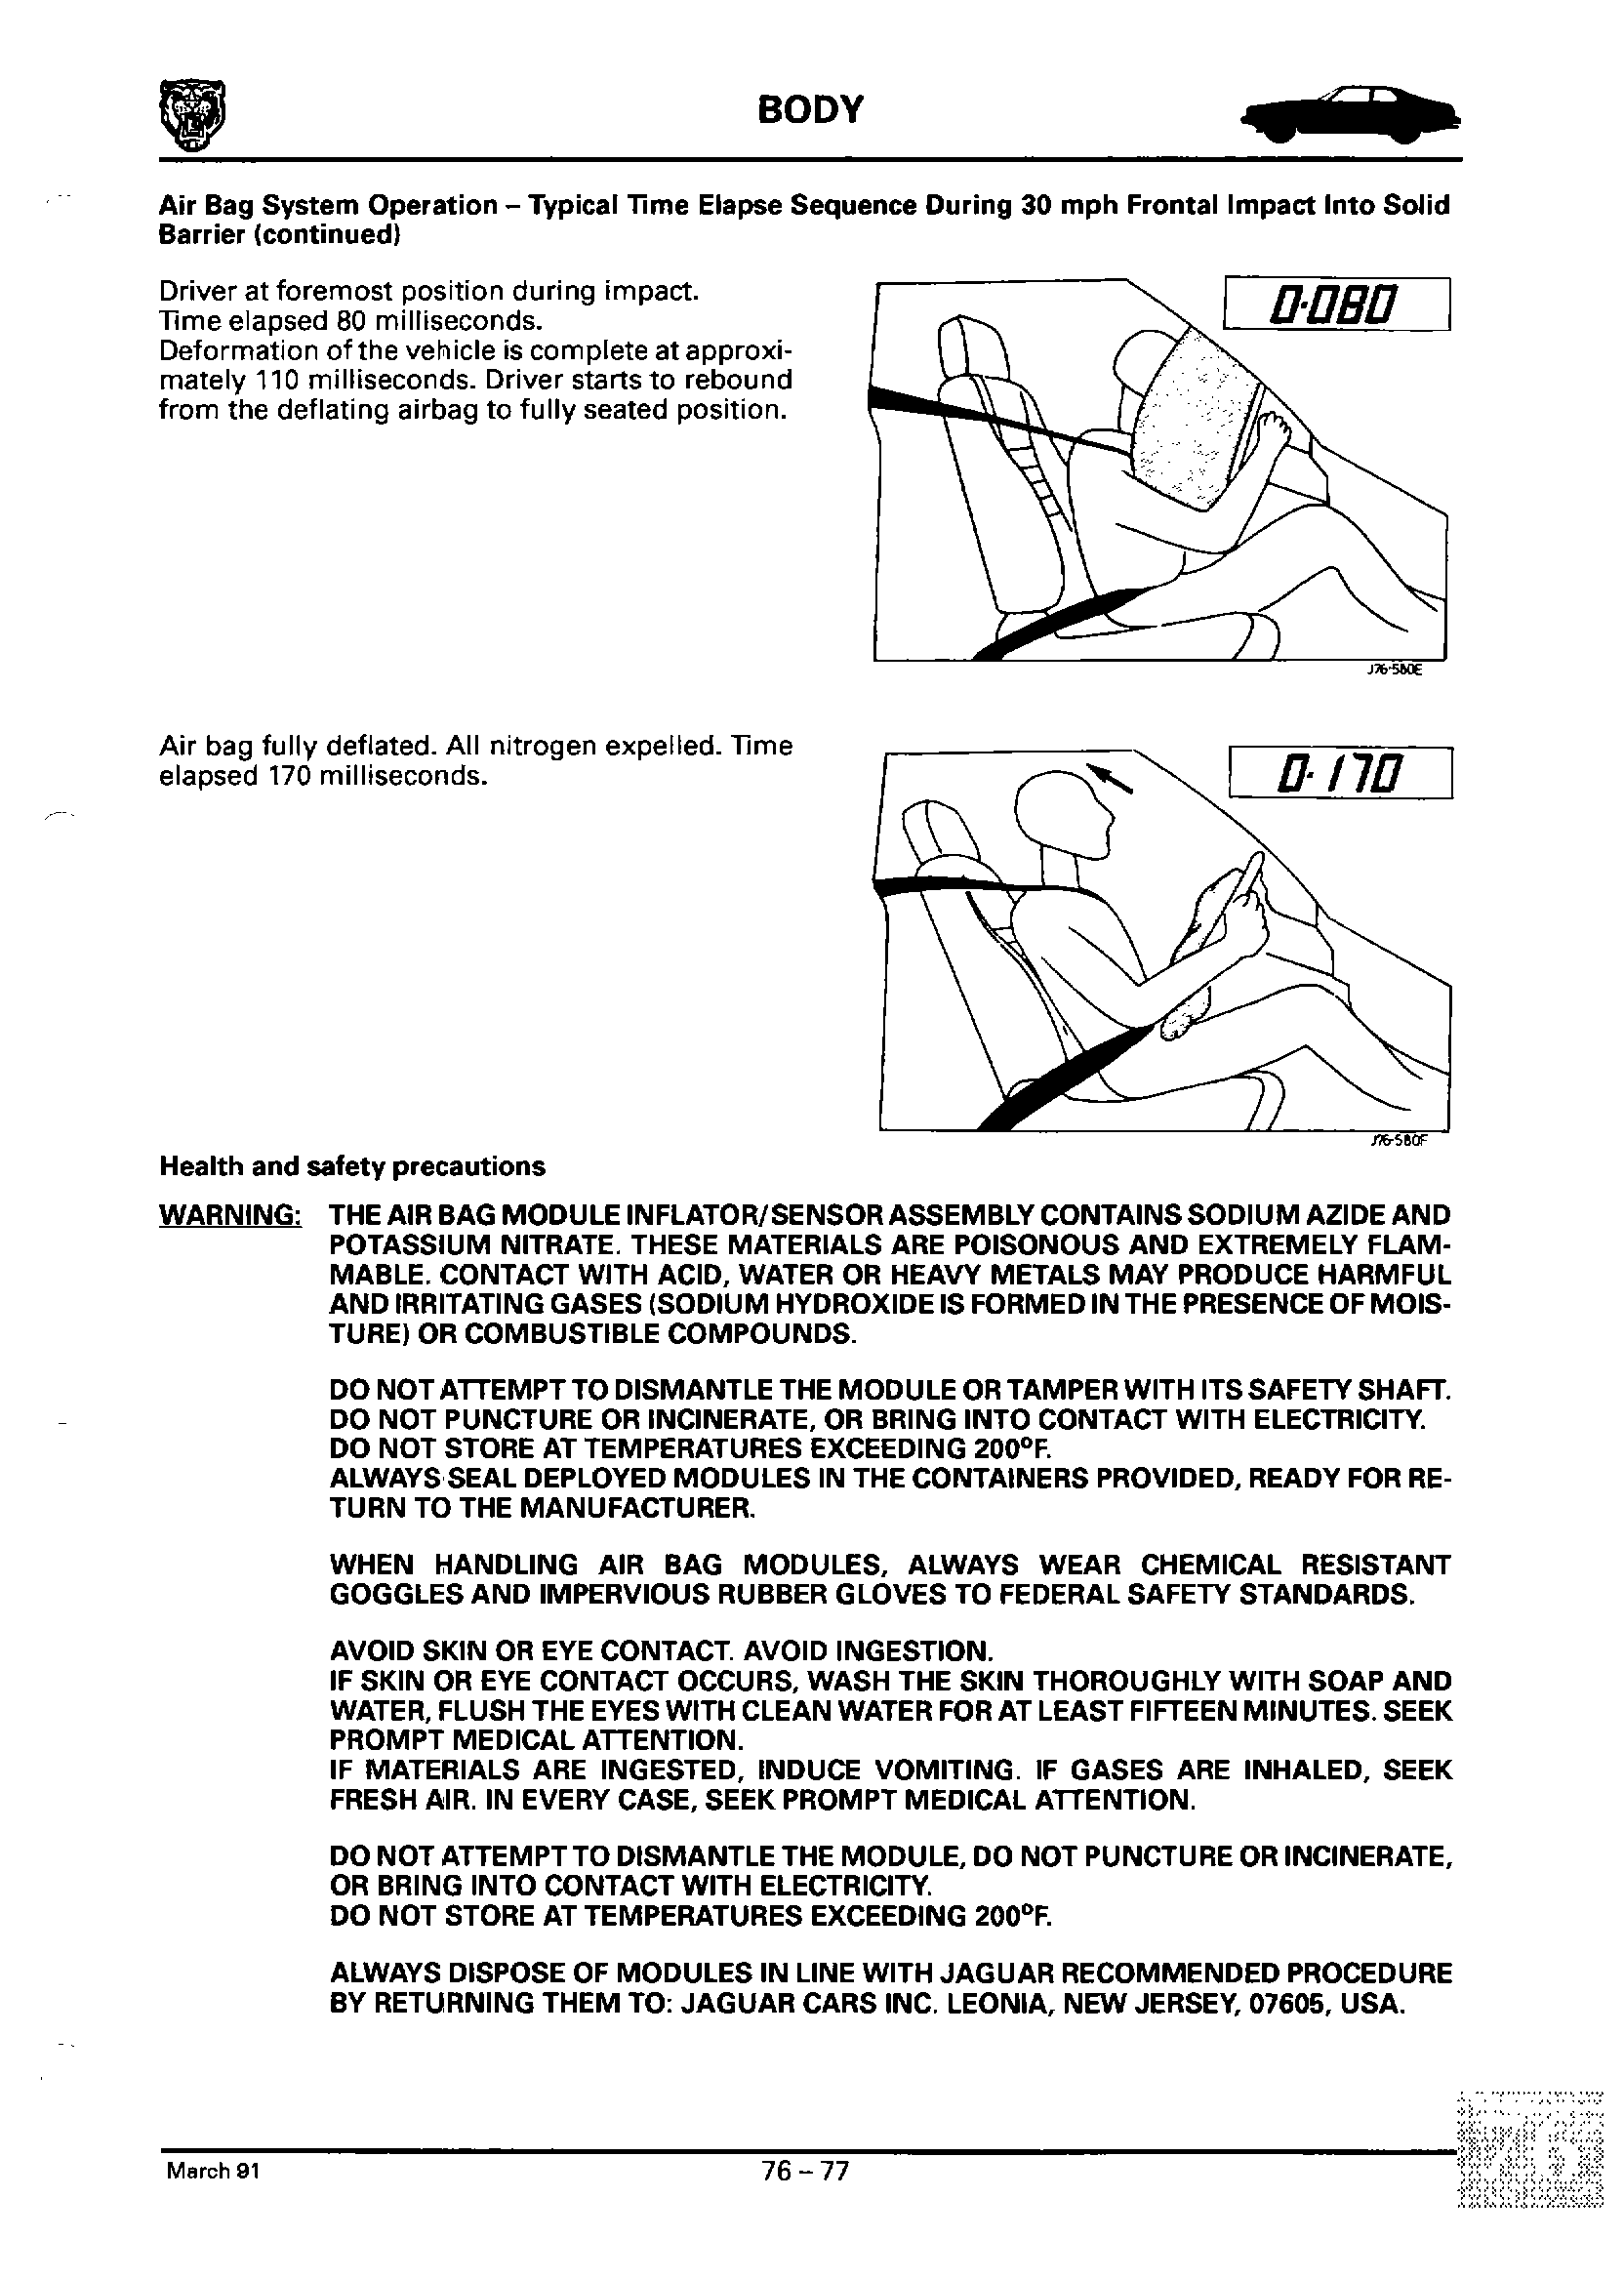 BODY
Air Bag System Operation – Typical Time Elapse Sequence During 30 mph Frontal Impact Into Solid
Barrier (continued)
Driver at foremost position during impact.
Time elapsed 80 milliseconds.
Deformation of the vehicle is complete at approxi-
mately 110 milliseconds. Driver starts to rebound
from the deflating airbag to fully seated position.
0·080
J76-580E
Air bag fully deflated. All nitrogen expelled. Time
elapsed 170 milliseconds.
0·170
J76-580F
Health and safety precautions
WARNING: THE AIR BAG MODULE INFLATOR/SENSOR ASSEMBLY CONTAINS SODIUM AZIDE AND
POTASSIUM NITRATE. THESE MATERIALS ARE POISONOUS AND EXTREMELY FLAM-
MABLE. CONTACT WITH ACID, WATER OR HEAVY METALS MAY PRODUCE HARMFUL
AND IRRITATING GASES (SODIUM HYDROXIDE IS FORMED IN THE PRESENCE OF MOIS-
TURE) OR COMBUSTIBLE COMPOUNDS.
DO NOT ATTEMPT TO DISMANTLE THE MODULE OR TAMPER WITH ITS SAFETY SHAFT.
DO NOT PUNCTURE OR INCINERATE, OR BRING INTO CONTACT WITH ELECTRICITY.
DO NOT STORE AT TEMPERATURES EXCEEDING 200ºF.
ALWAYS SEAL DEPLOYED MODULES IN THE CONTAINERS PROVIDED, READY FOR RE-
TURN TO THE MANUFACTURER.
WHEN HANDLING AIR BAG MODULES, ALWAYS WEAR CHEMICAL RESISTANT
GOGGLES AND IMPERVIOUS RUBBER GLOVES TO FEDERAL SAFETY STANDARDS.
AVOID SKIN OR EYE CONTACT. AVOID INGESTION.
IF SKIN OR EYE CONTACT OCCURS, WASH THE SKIN THOROUGHLY WITH SOAP AND
WATER, FLUSH THE EYES WITH CLEAN WATER FOR AT LEAST FIFTEEN MINUTES. SEEK
PROMPT MEDICAL ATTENTION.
IF MATERIALS ARE INGESTED, INDUCE VOMITING. IF GASES ARE INHALED, SEEK
FRESH AIR. IN EVERY CASE, SEEK PROMPT MEDICAL ATTENTION.
DO NOT ATTEMPT TO DISMANTLE THE MODULE, DO NOT PUNCTURE OR INCINERATE,
OR BRING INTO CONTACT WITH ELECTRICITY.
DO NOT STORE AT TEMPERATURES EXCEEDING 200ºF.
ALWAYS DISPOSE OF MODULES IN LINE WITH JAGUAR RECOMMENDED PROCEDURE
BY RETURNING THEM TO: JAGUAR CARS INC. LEONIA, NEW JERSEY, 07605, USA.
March 91
76 – 77